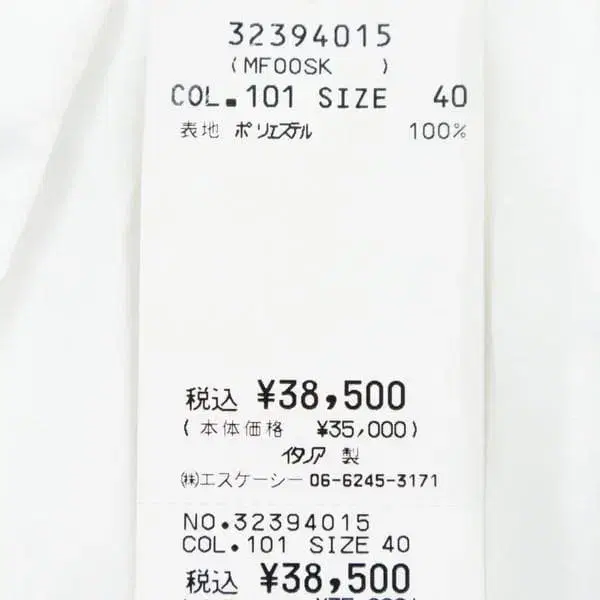 32394015
(MF00SK )
COL.101 SIZE 40
表地 ポリエステル 100%
税込 ¥38,500
(本体価格 ¥35,000)
イタリア 製
㈱エスケーシー 06-6245-3171
NO.32394015
COL.101 SIZE 40
税込 ¥38,500